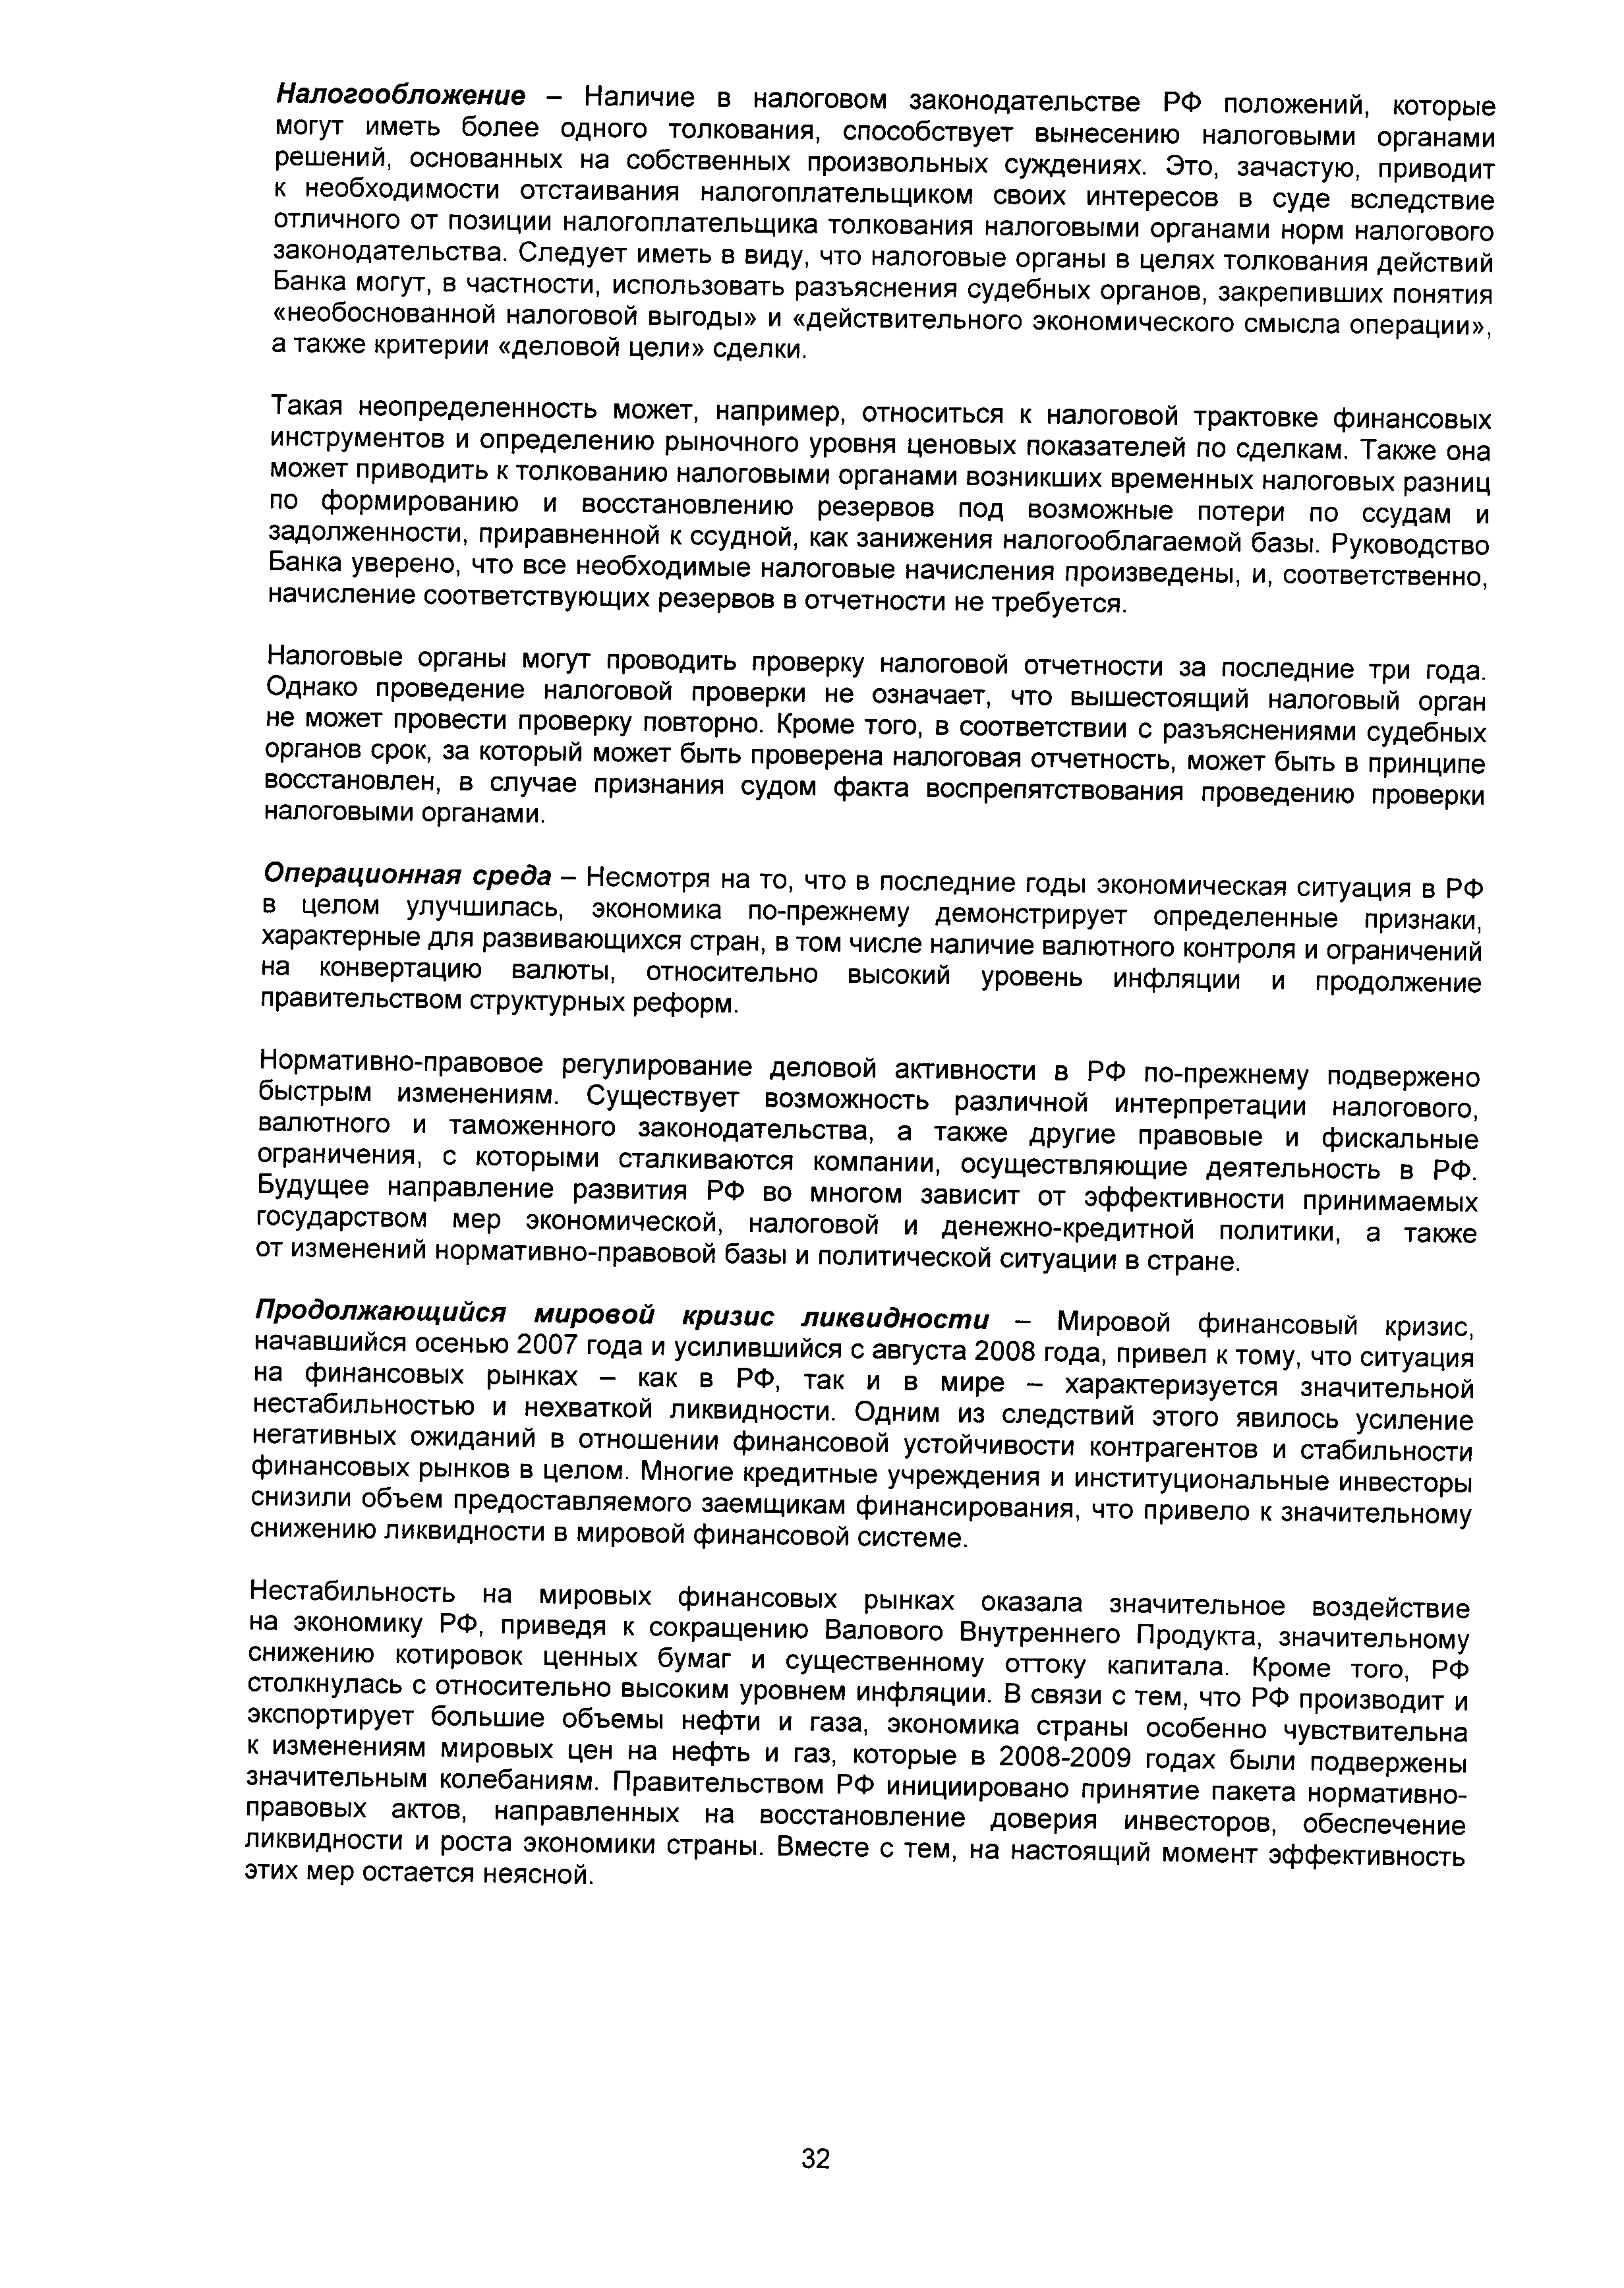 Налогообложение – Наличие в налоговом законодательстве РФ положений, которые
могут иметь более одного толкования, способствует вынесению налоговыми органами
решений, основанных на собственных произвольных суждениях. Это, зачастую, приводит
к необходимости отстаивания налогоплательщиком своих интересов в суде вследствие
отличного от позиции налогоплательщика толкования налоговыми органами норм налогового
законодательства. Следует иметь в виду, что налоговые органы в целях толкования действий
Банка могут, в частности, использовать разъяснения судебных органов, закрепивших понятия
«необоснованной налоговой выгоды» и «действительного экономического смысла операции»,
а также критерии «деловой цели» сделки.
Такая неопределенность может, например, относиться к налоговой трактовке финансовых
инструментов и определению рыночного уровня ценовых показателей по сделкам. Также она
может приводить к толкованию налоговыми органами возникших временных налоговых разниц
по формированию и восстановлению резервов под возможные потери по ссудам и
задолженности, приравненной к ссудной, как занижения налогооблагаемой базы. Руководство
Банка уверено, что все необходимые налоговые начисления произведены, и, соответственно,
начисление соответствующих резервов в отчетности не требуется.
Налоговые органы могут проводить проверку налоговой отчетности за последние три года.
Однако проведение налоговой проверки не означает, что вышестоящий налоговый орган
не может провести проверку повторно. Кроме того, в соответствии с разъяснениями судебных
органов срок, за который может быть проверена налоговая отчетность, может быть в принципе
восстановлен, в случае признания судом факта воспрепятствования проведению проверки
налоговыми органами.
Операционная среда – Несмотря на то, что в последние годы экономическая ситуация в РФ
в целом улучшилась, экономика по-прежнему демонстрирует определенные признаки,
характерные для развивающихся стран, в том числе наличие валютного контроля и ограничений
на конвертацию валюты, относительно высокий уровень инфляции и продолжение
правительством структурных реформ.
Нормативно-правовое регулирование деловой активности в РФ по-прежнему подвержено
быстрым изменениям. Существует возможность различной интерпретации налогового,
валютного и таможенного законодательства, а также другие правовые и фискальные
ограничения, с которыми сталкиваются компании, осуществляющие деятельность в РФ.
Будущее направление развития РФ во многом зависит от эффективности принимаемых
государством мер экономической, налоговой и денежно-кредитной политики, а также
от изменений нормативно-правовой базы и политической ситуации в стране.
Продолжающийся мировой кризис ликвидности – Мировой финансовый кризис,
начавшийся осенью 2007 года и усилившийся с августа 2008 года, привел к тому, что ситуация
на финансовых рынках – как в РФ, так и в мире – характеризуется значительной
нестабильностью и нехваткой ликвидности. Одним из следствий этого явилось усиление
негативных ожиданий в отношении финансовой устойчивости контрагентов и стабильности
финансовых рынков в целом. Многие кредитные учреждения и институциональные инвесторы
снизили объем предоставляемого заемщикам финансирования, что привело к значительному
снижению ликвидности в мировой финансовой системе.
Нестабильность на мировых финансовых рынках оказала значительное воздействие
на экономику РФ, приведя к сокращению Валового Внутреннего Продукта, значительному
снижению котировок ценных бумаг и существенному оттоку капитала. Кроме того, РФ
столкнулась с относительно высоким уровнем инфляции. В связи с тем, что РФ производит и
экспортирует большие объемы нефти и газа, экономика страны особенно чувствительна
к изменениям мировых цен на нефть и газ, которые в 2008-2009 годах были подвержены
значительным колебаниям. Правительством РФ инициировано принятие пакета нормативно-
правовых актов, направленных на восстановление доверия инвесторов, обеспечение
ликвидности и роста экономики страны. Вместе с тем, на настоящий момент эффективность
этих мер остается неясной.
32